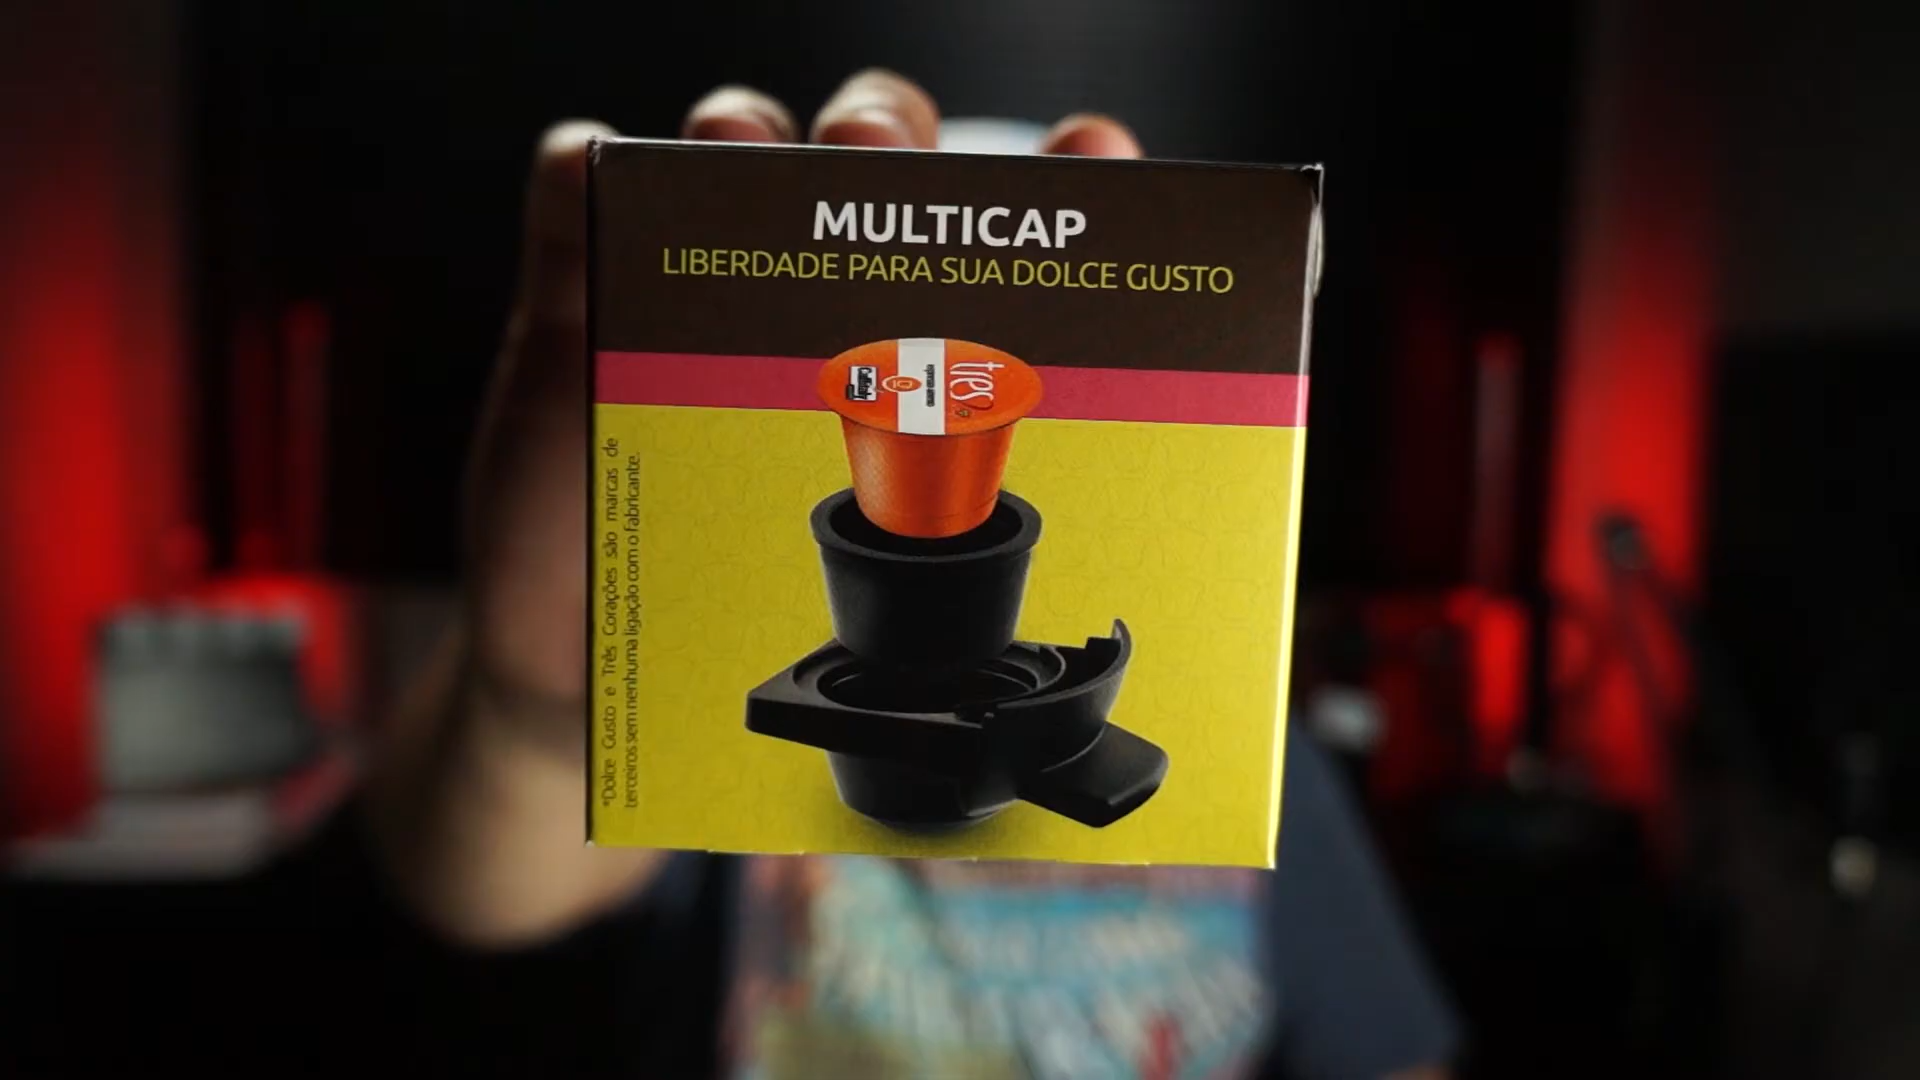 MULTICAP
LIBERDADE PARA SUA DOLCE GUSTO
tres
Caffitaly
*Dolce Gusto e Três Corações são marcas de
terceiros sem nenhuma ligação com o fabricante.